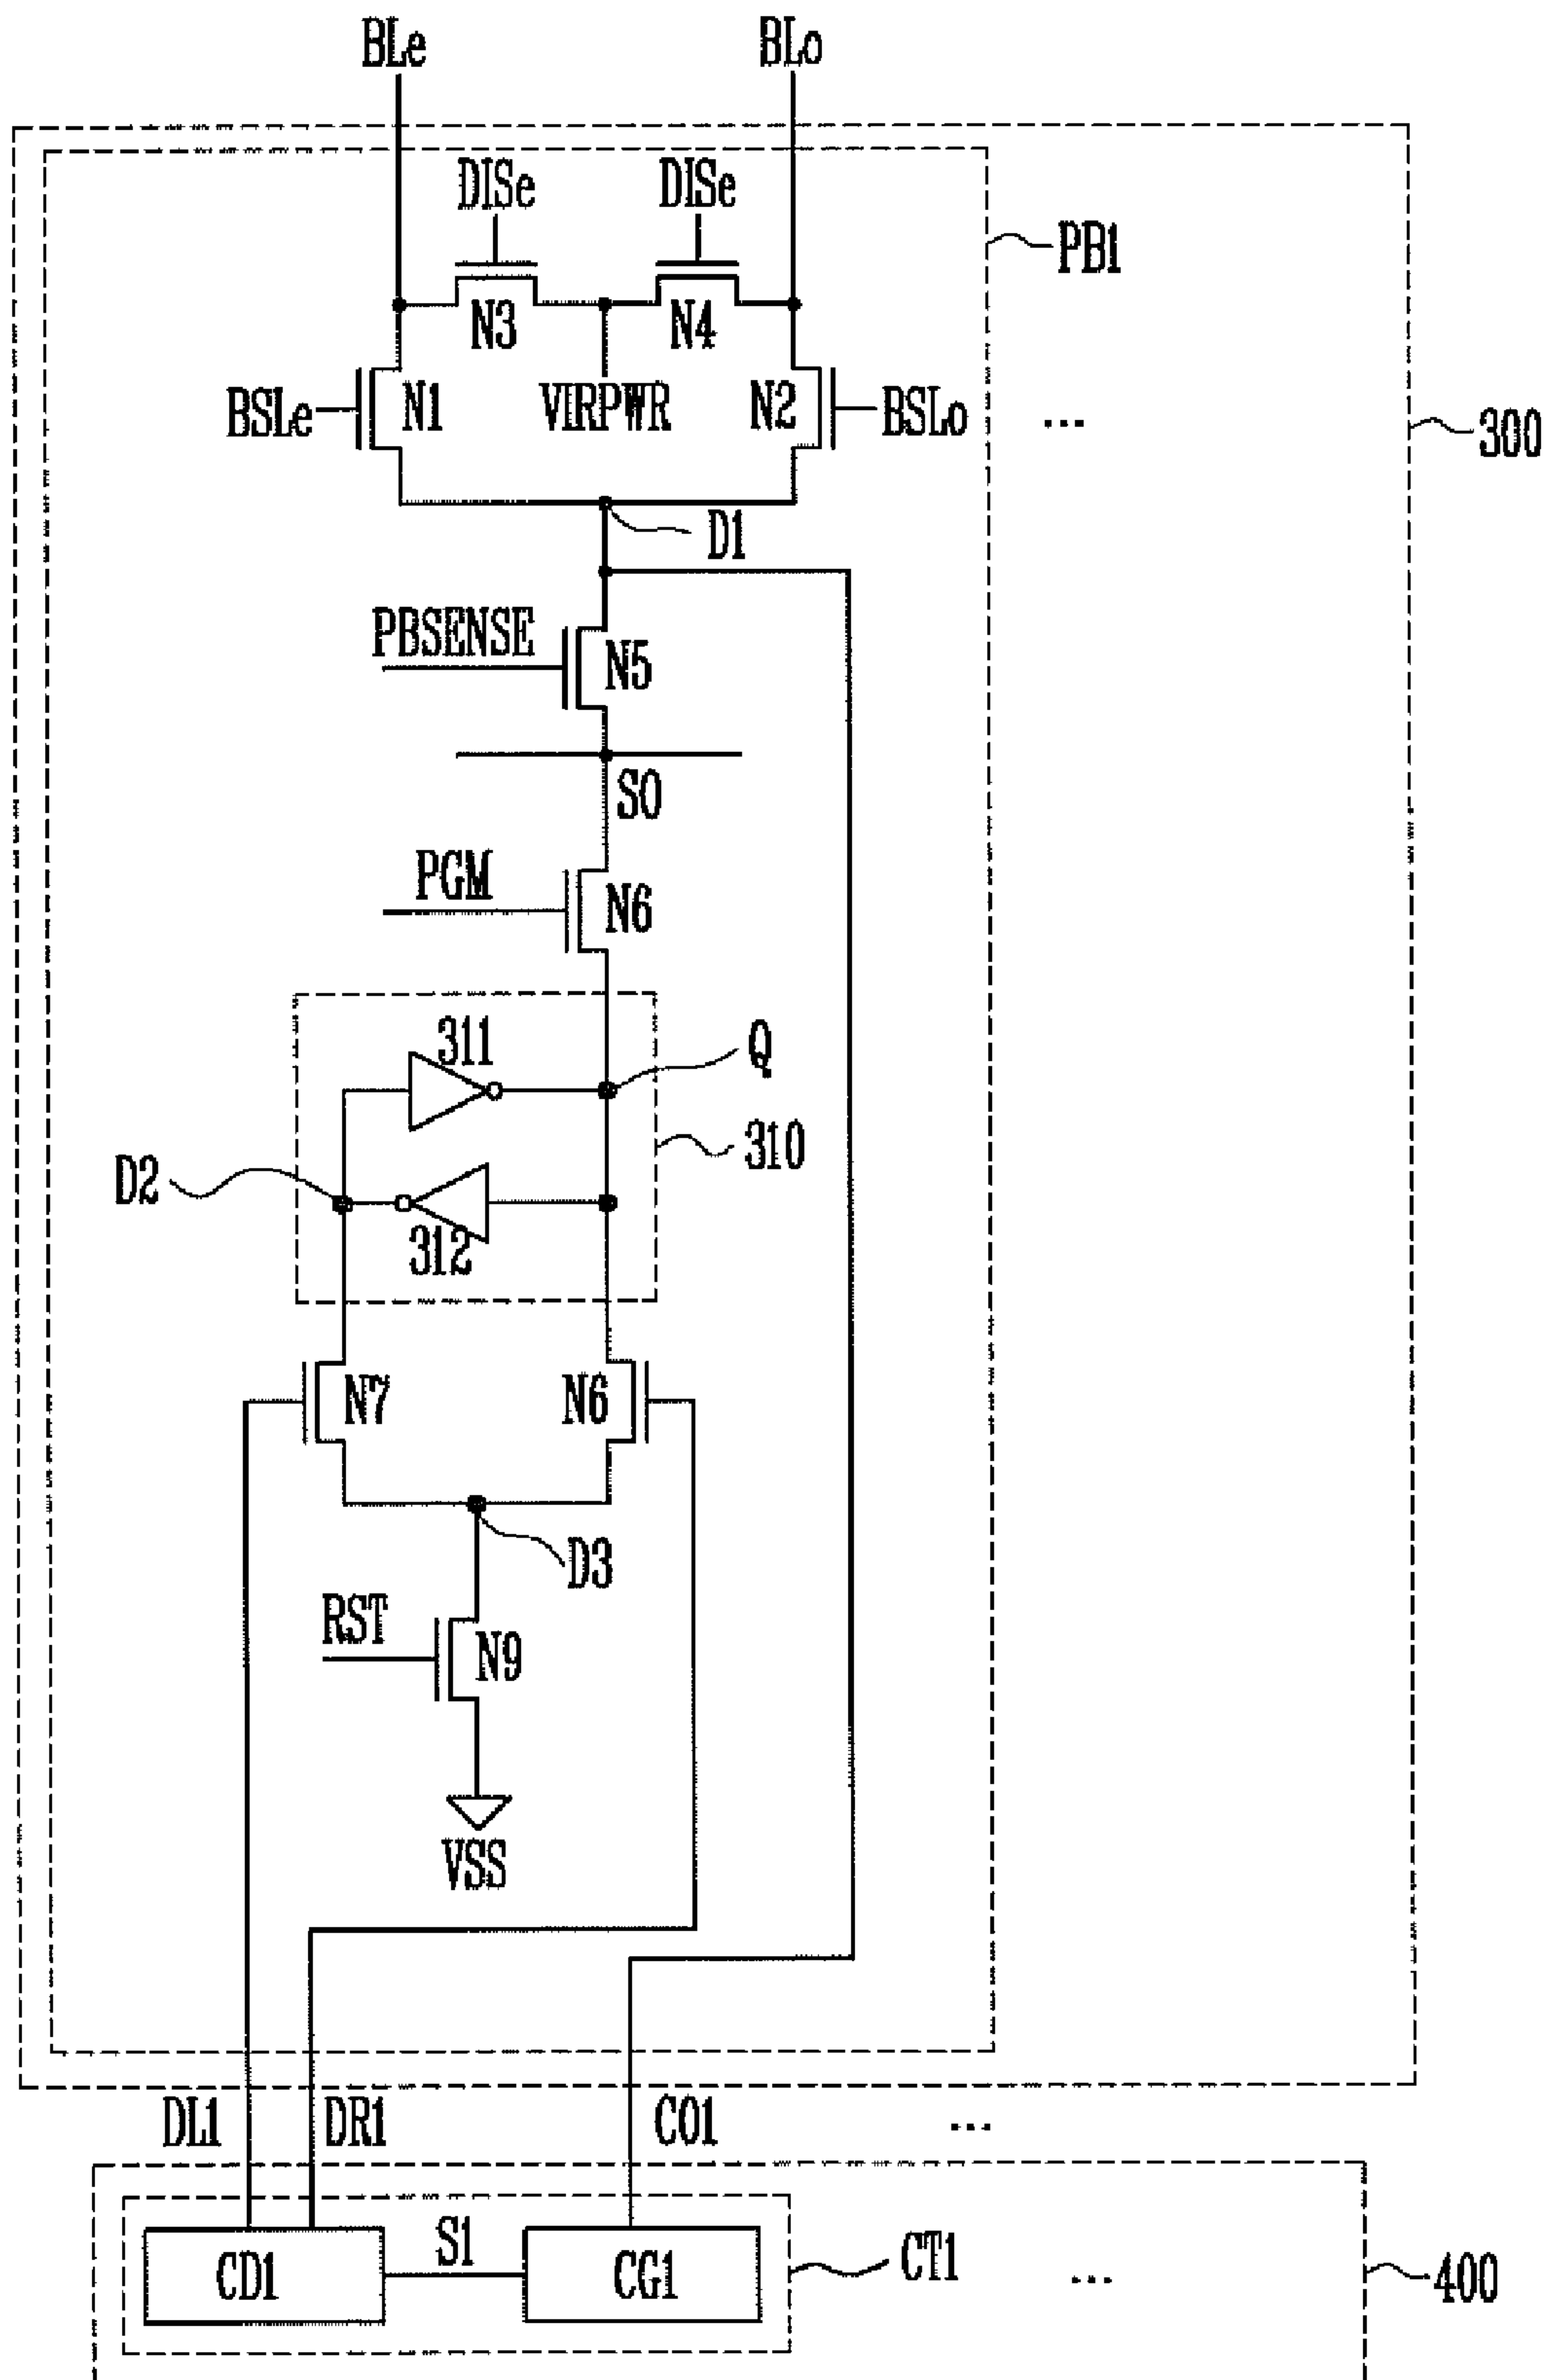 BLe BLo
DISe DISe
PB1
N3 N4
BSLe N1 VIRPWR N2 BSLo ... 300
D1
PBSENSE N5
SO
PGM N6
311 Q
310
D2
312
N7 N6
D3
RST N9
VSS
DL1 DR1 CO1 ...
S1
CD1 CG1 CT1 ... 400